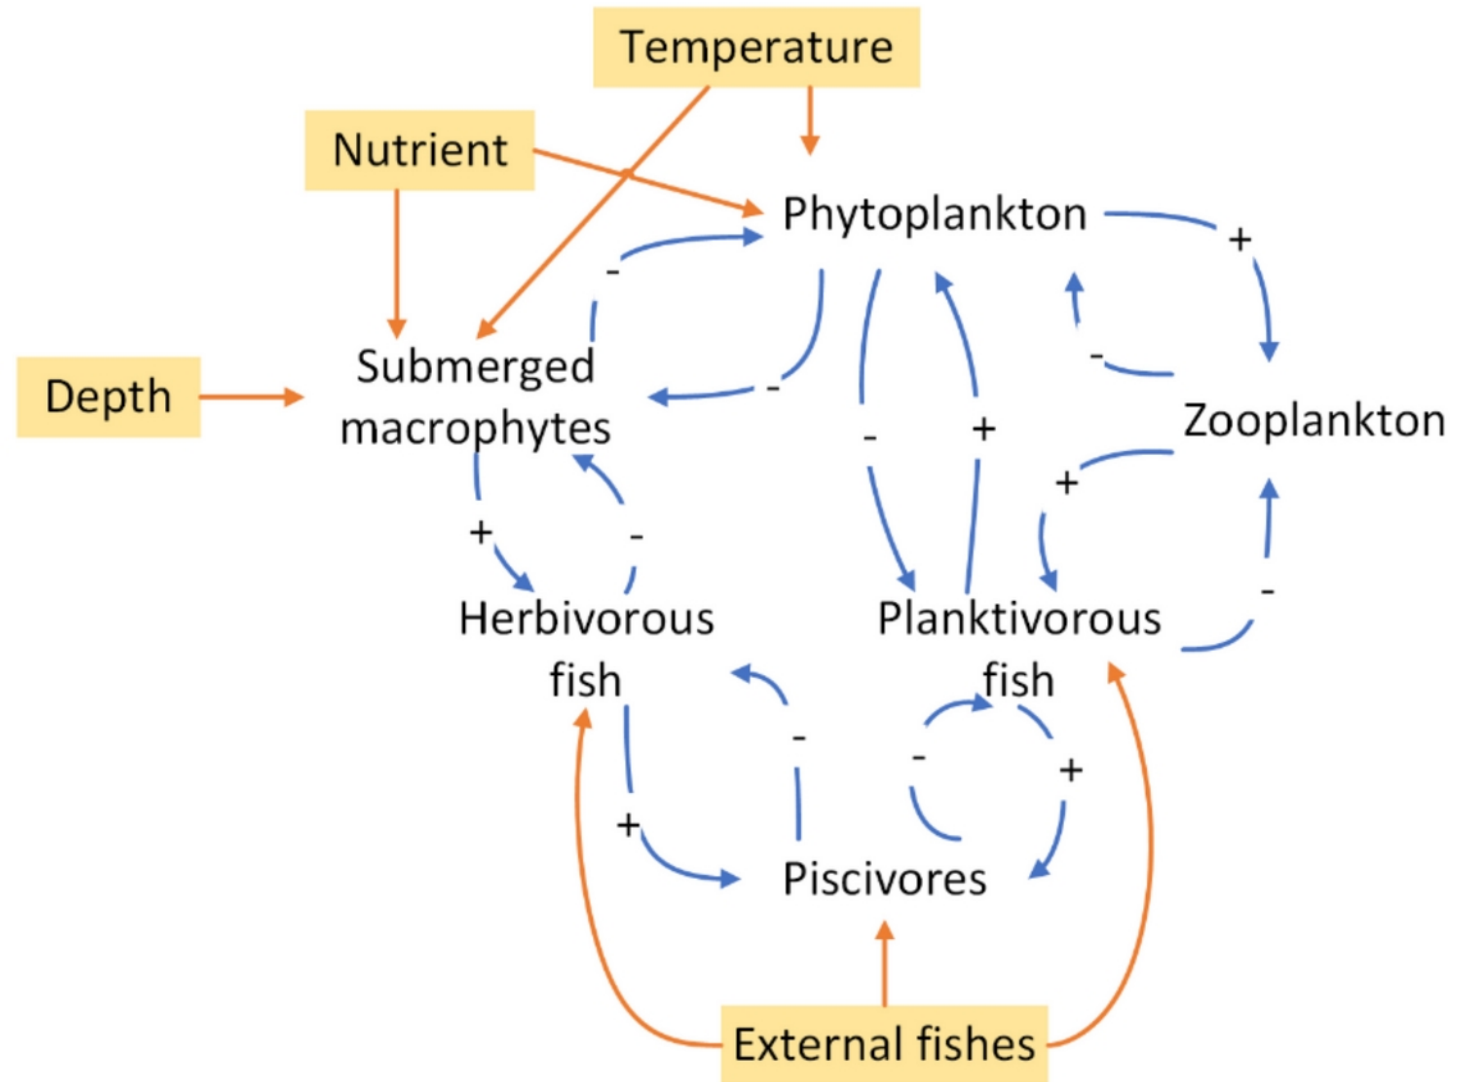 Temperature
Nutrient
Phytoplankton
+
-
Submerged
macrophytes
Depth
-
-
Zooplankton
-
+
+
+
-
-
Herbivorous
fish
Planktivorous
fish
-
-
-
+
+
Piscivores
External fishes